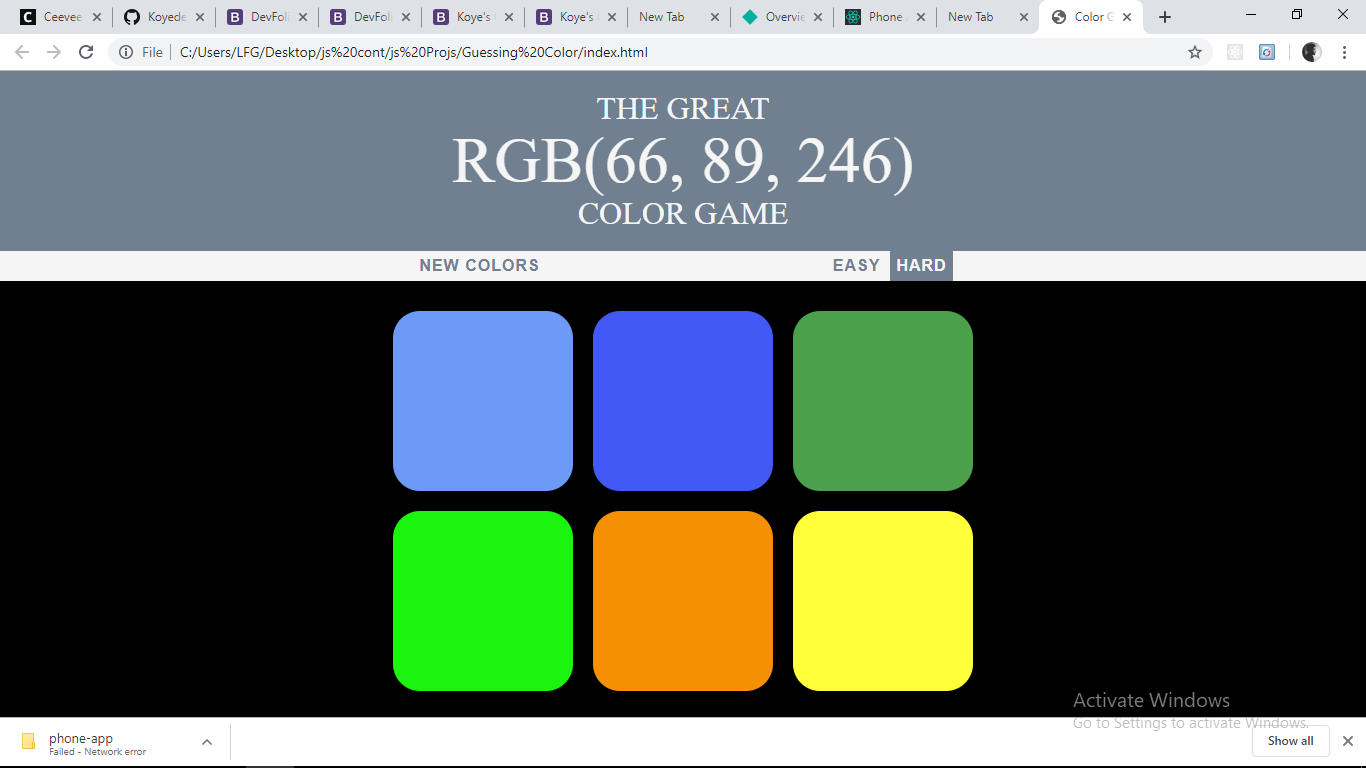 Ceevee
Koyede
DevFoli
DevFoli
Koye's
Koye's
New Tab
Overvie
Phone
New Tab
Color G
File
C:/Users/LFG/Desktop/js%20cont/js%20Projs/Guessing%20Color/index.html
THE GREAT
RGB(66, 89, 246)
COLOR GAME
NEW COLORS
EASY
HARD
Activate Windows
Go to Settings to activate Windows.
phone-app
Failed - Network error
Show all